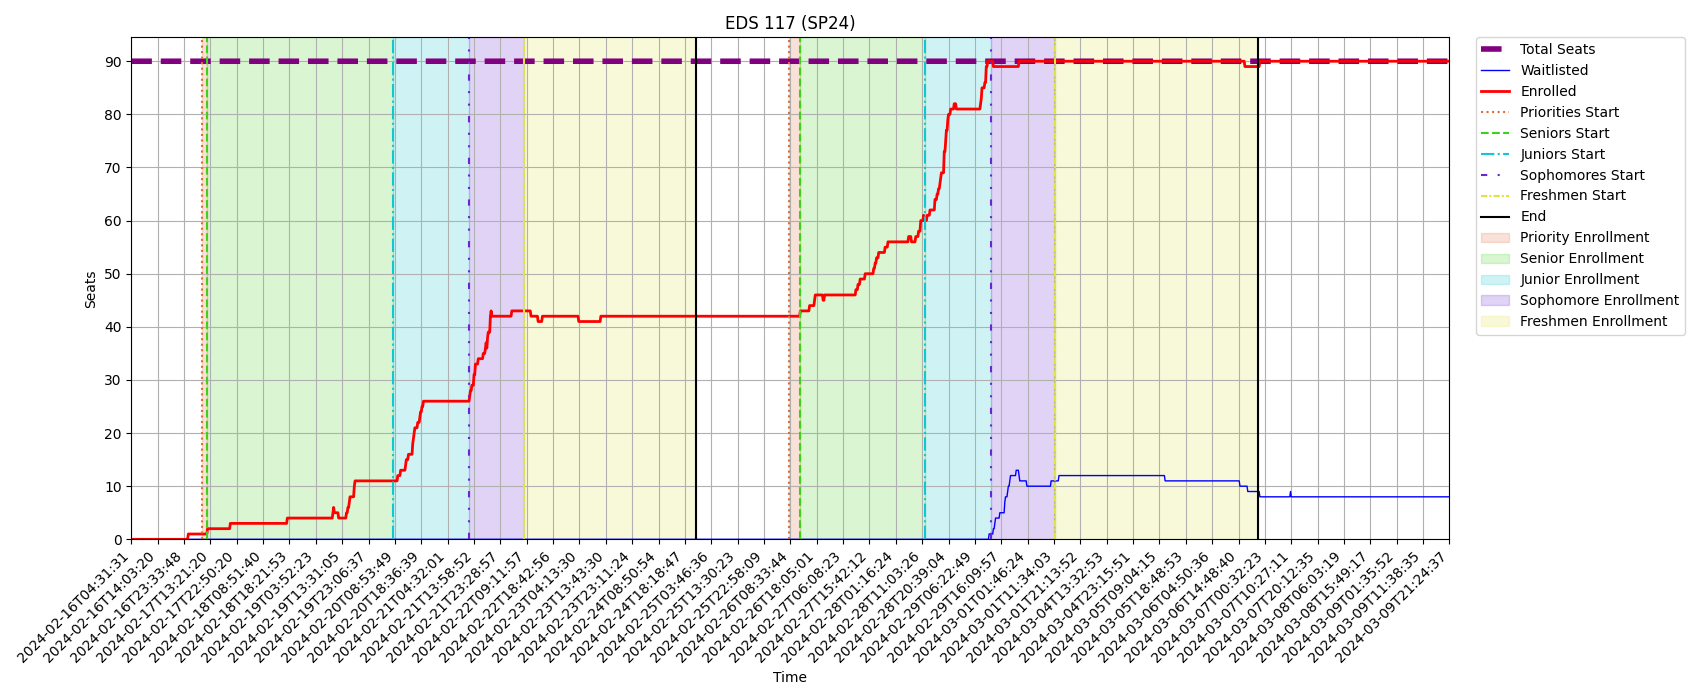 EDS 117 (SP24)
Seats
90
80
70
60
50
40
30
20
10
0
2024-02-16T04:31:31
2024-02-16T14:03:20
2024-02-16T23:33:48
2024-02-17T13:21:20
2024-02-17T22:50:20
2024-02-18T08:51:40
2024-02-18T18:21:53
2024-02-19T03:52:23
2024-02-19T13:31:05
2024-02-19T23:06:37
2024-02-20T08:53:49
2024-02-20T18:36:39
2024-02-21T04:32:01
2024-02-21T13:58:52
2024-02-21T23:28:57
2024-02-22T09:11:57
2024-02-22T18:42:56
2024-02-23T04:13:30
2024-02-23T13:43:30
2024-02-23T23:11:24
2024-02-24T08:50:54
2024-02-24T18:18:47
2024-02-25T03:46:36
2024-02-25T13:30:23
2024-02-25T22:58:09
2024-02-26T08:33:44
2024-02-26T18:05:01
2024-02-27T06:08:23
2024-02-27T15:42:12
2024-02-28T01:16:24
2024-02-28T11:03:26
2024-02-28T20:39:04
2024-02-29T06:22:49
2024-02-29T16:09:57
2024-03-01T01:46:24
2024-03-01T11:34:03
2024-03-01T21:13:52
2024-03-04T18:32:53
2024-03-04T23:15:51
2024-03-05T09:04:15
2024-03-05T18:48:53
2024-03-06T04:50:36
2024-03-06T14:48:40
2024-03-07T00:32:23
2024-03-07T10:27:11
2024-03-07T20:12:35
2024-03-08T06:03:19
2024-03-08T15:49:17
2024-03-09T01:35:52
2024-03-09T11:38:35
2024-03-09T21:24:37
Time
Total Seats
Waitlisted
Enrolled
Priorities Start
Seniors Start
Juniors Start
Sophomores Start
Freshmen Start
End
Priority Enrollment
Senior Enrollment
Junior Enrollment
Sophomore Enrollment
Freshmen Enrollment